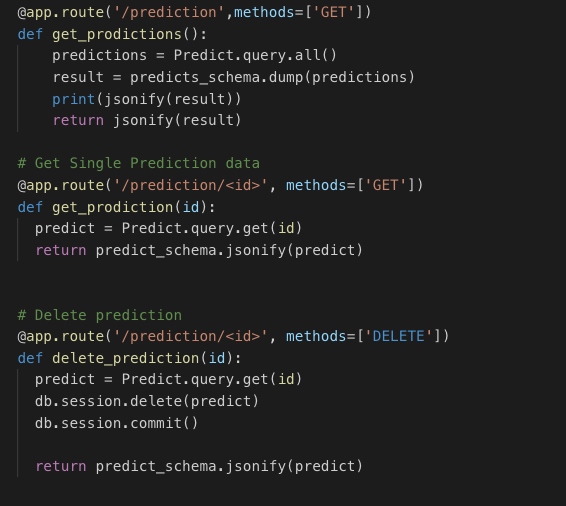 @app.route('/prediction',methods=['GET'])
def get_prodictions():
    predictions = Predict.query.all()
    result = predicts_schema.dump(predictions)
    print(jsonify(result))
    return jsonify(result)
# Get Single Prediction data
@app.route('/prediction/<id>', methods=['GET'])
def get_prodiction(id):
  predict = Predict.query.get(id)
  return predict_schema.jsonify(predict)
# Delete prediction
@app.route('/prediction/<id>', methods=['DELETE'])
def delete_prediction(id):
  predict = Predict.query.get(id)
  db.session.delete(predict)
  db.session.commit()
  return predict_schema.jsonify(predict)